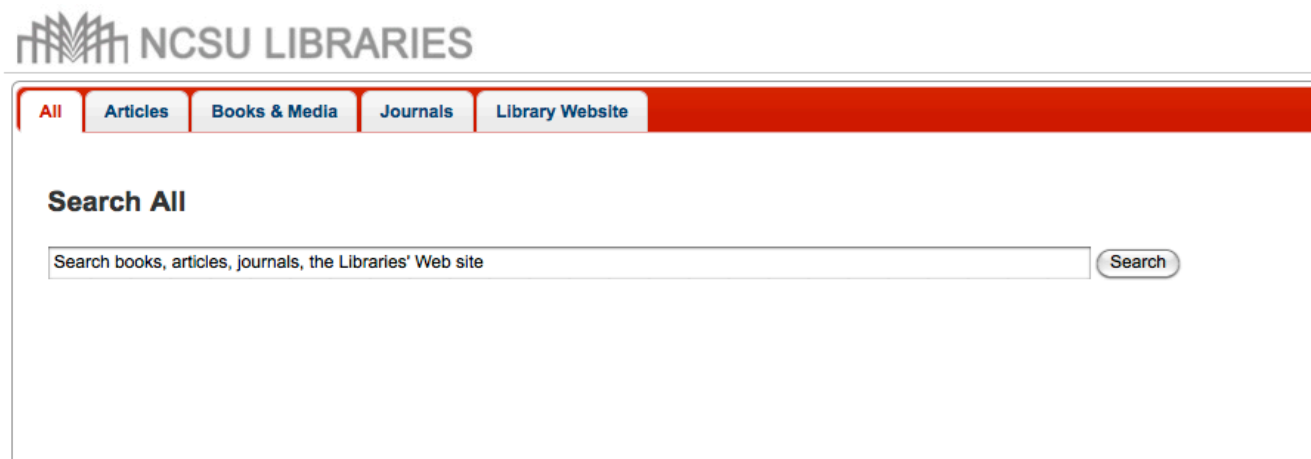 NCSU LIBRARIES
All Articles Books & Media Journals Library Website
Search All
Search books, articles, journals, the Libraries' Web site Search